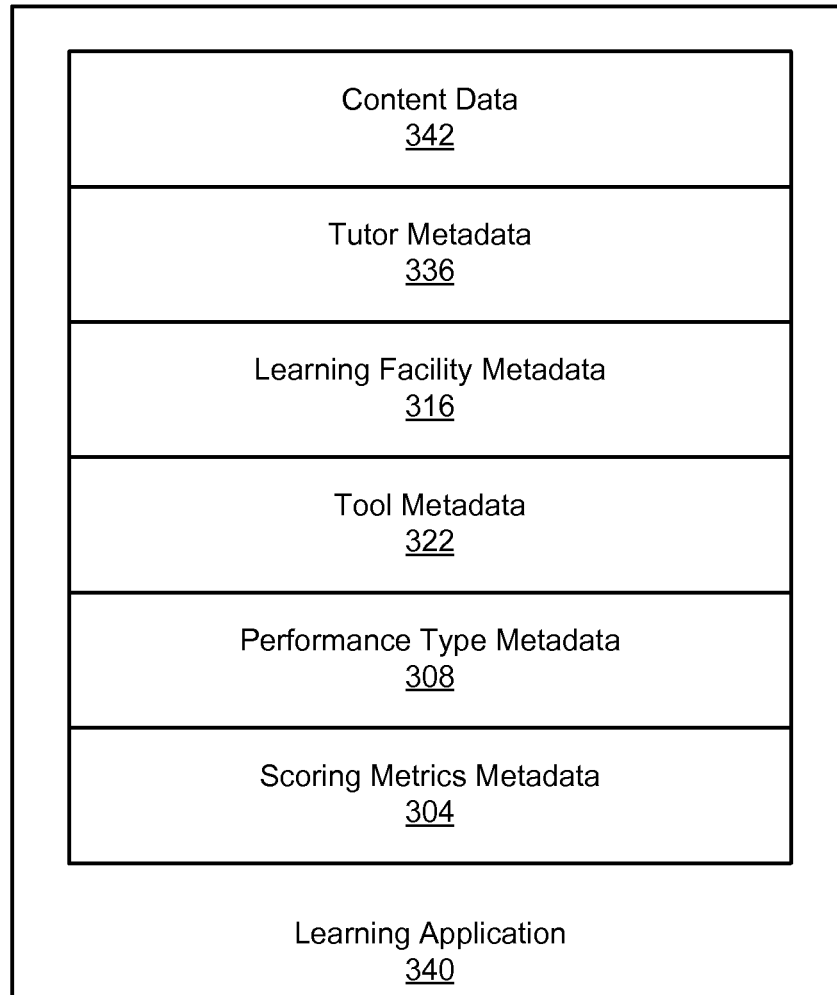 Content Data
342
Tutor Metadata
336
Learning Facility Metadata
316
Tool Metadata
322
Performance Type Metadata
308
Scoring Metrics Metadata
304
Learning Application
340